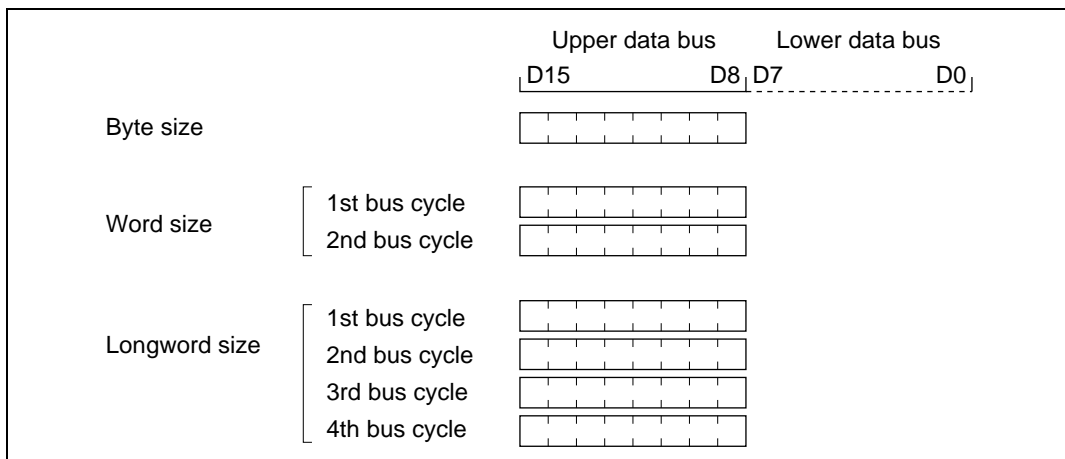 Upper data bus Lower data bus
D15 D8 D7 D0
Byte size
1st bus cycle
Word size
2nd bus cycle
1st bus cycle
Longword size
2nd bus cycle
3rd bus cycle
4th bus cycle